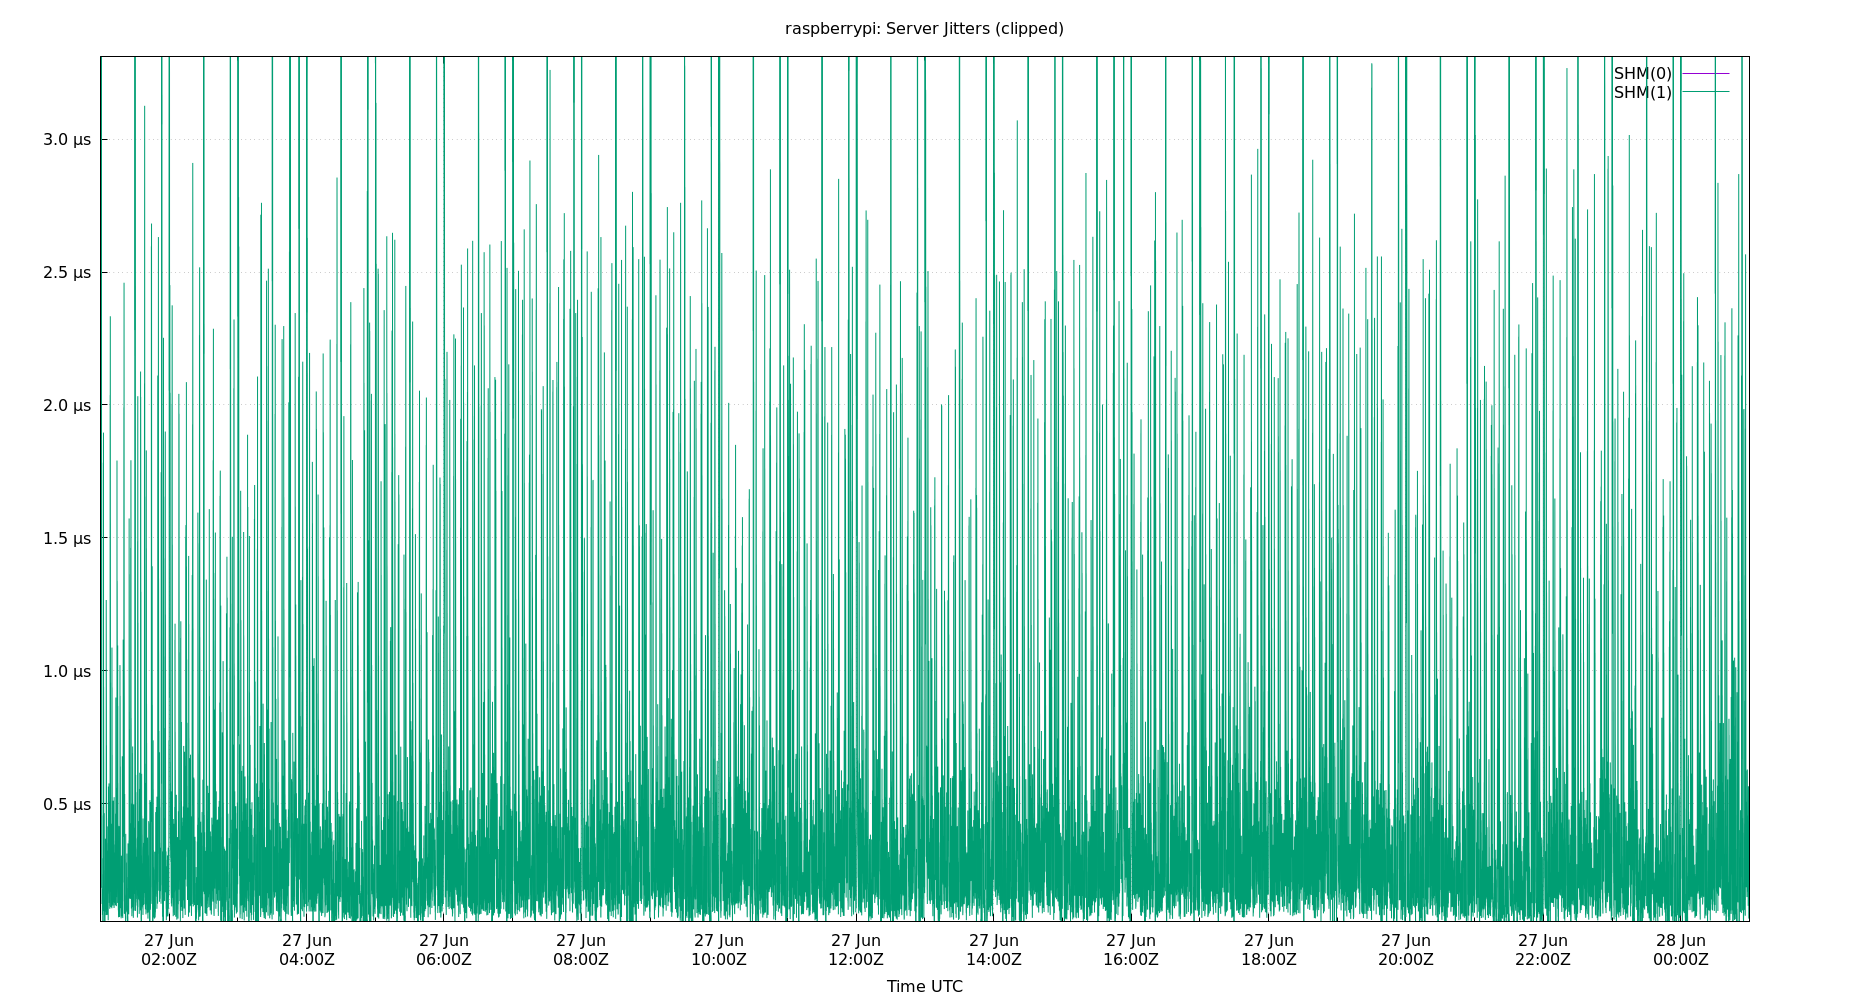 raspberrypi: Server Jitters (clipped)
SHM(0)
SHM(1)
3.0 µs
2.5 µs
2.0 µs
1.5 µs
1.0 µs
0.5 µs
27 Jun 27 Jun 27 Jun 27 Jun 27 Jun 27 Jun 27 Jun 27 Jun 27 Jun 27 Jun 27 Jun 28 Jun
02:00Z 04:00Z 06:00Z 08:00Z 10:00Z 12:00Z 14:00Z 16:00Z 18:00Z 20:00Z 22:00Z 00:00Z
Time UTC